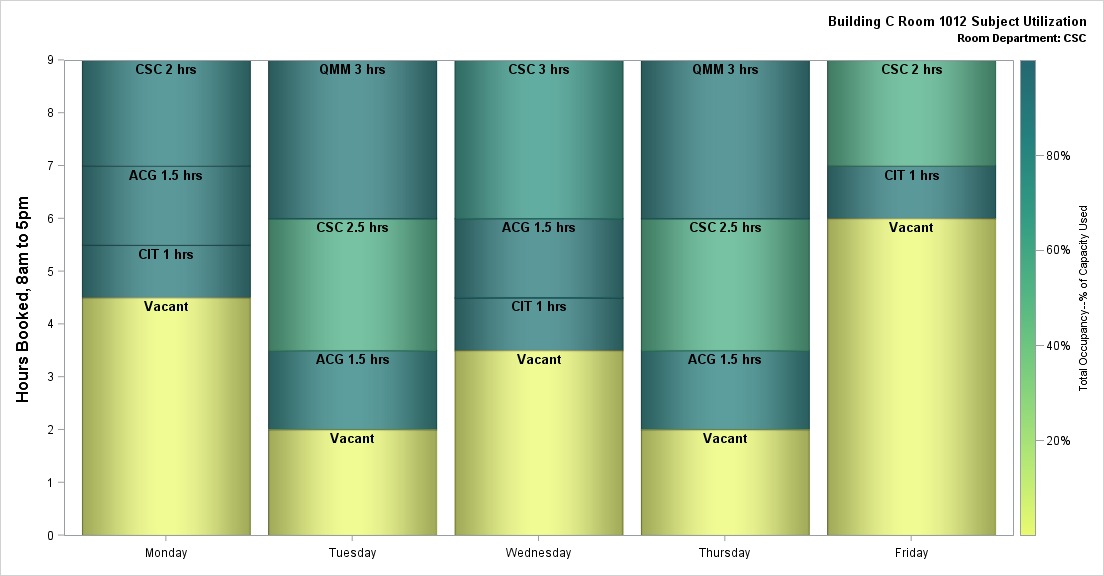 Building C Room 1012 Subject Utilization
Room Department: CSC
Hours Booked, 8am to 5pm
9
8
7
6
5
4
3
2
1
0
CSC 2 hrs
ACG 1.5 hrs
CIT 1 hrs
Vacant
QMM 3 hrs
CSC 2.5 hrs
ACG 1.5 hrs
Vacant
CSC 3 hrs
ACG 1.5 hrs
CIT 1 hrs
Vacant
QMM 3 hrs
CSC 2.5 hrs
ACG 1.5 hrs
Vacant
CSC 2 hrs
CIT 1 hrs
Vacant
Monday
Tuesday
Wednesday
Thursday
Friday
80%
60%
40%
20%
Total Occupancy--% of Capacity Used